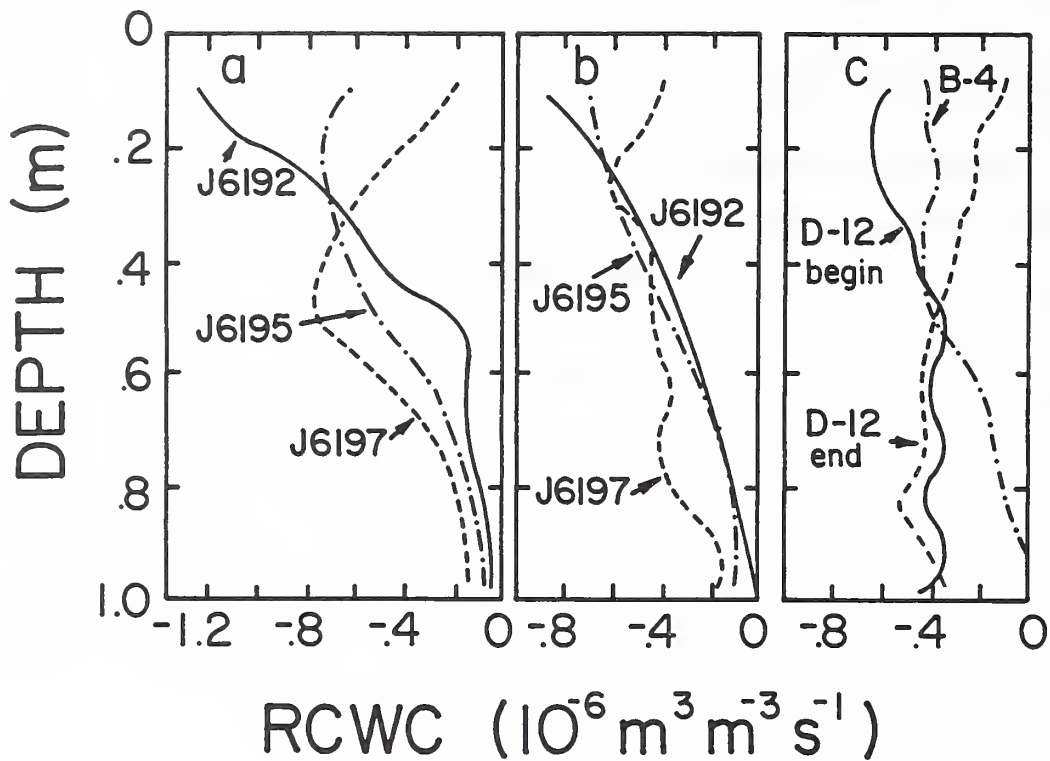 DEPTH (m)
0
.2
.4
.6
.8
1.0
a
J6192
J6195
J6197
-1.2
-.8
-.4
0
b
J6192
J6195
J6197
-.8
-.4
0
c
B-4
D-12
begin
D-12
end
-.8
-.4
0
RCWC (10⁻⁶ m³ m⁻³ s⁻¹)